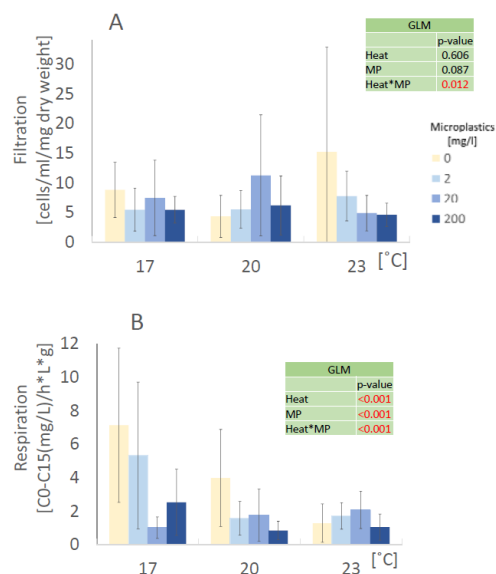 A
GLM
p-value
Heat 0.606
MP 0.087
Heat*MP 0.012
Filtration
[cells/ml/mg dry weight]
30
25
20
15
10
5
0
17 20 23 [°C]
Microplastics
[mg/l]
0
2
20
200
B
GLM
p-value
Heat <0.001
MP <0.001
Heat*MP <0.001
Respiration
[C0-C15(mg/L)/h*L*g]
12
10
8
6
4
2
0
17 20 23 [°C]